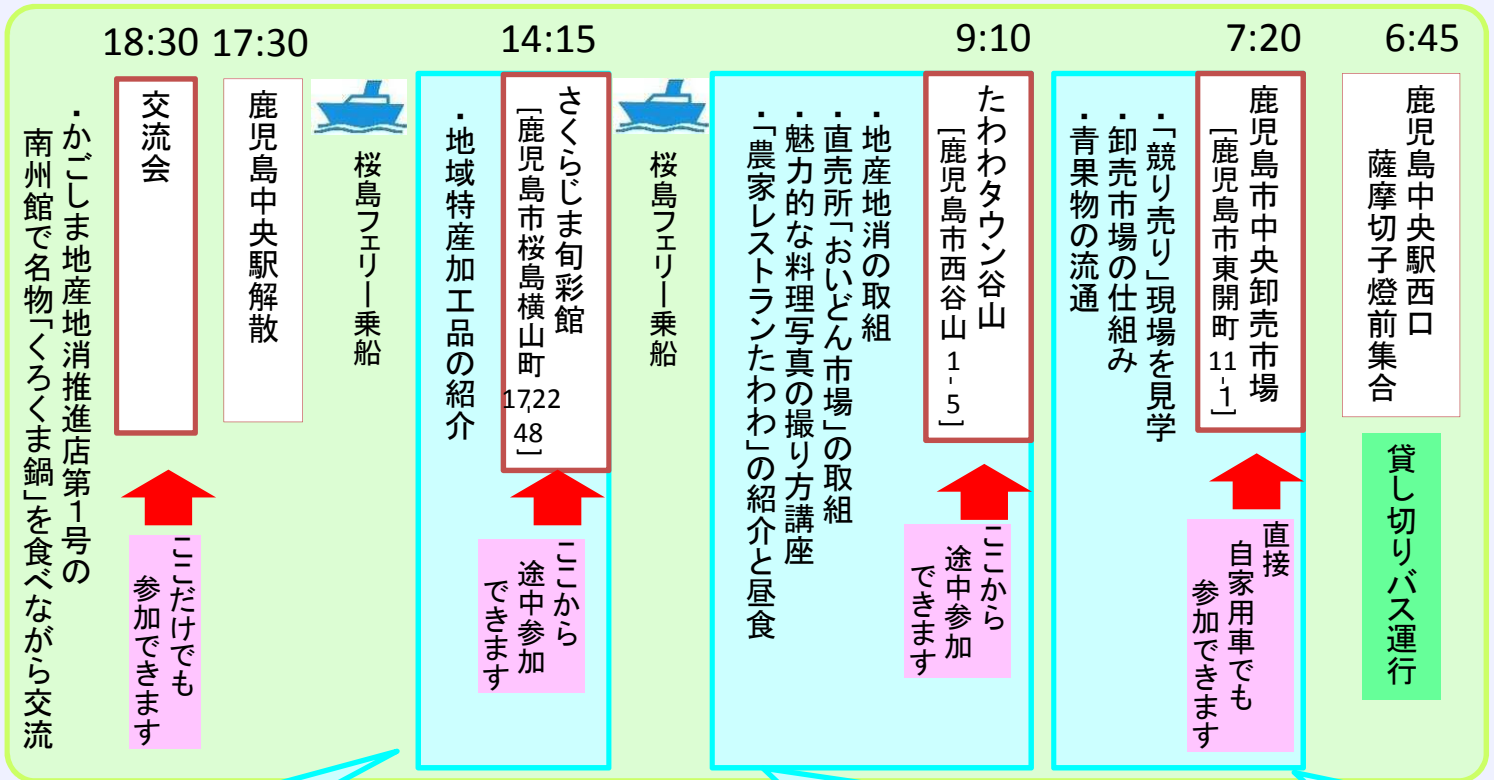 6:45
鹿児島中央駅西口
薩摩切子燈前集合
貸し切りバス運行
7:20
鹿児島市中央卸売市場
[鹿児島市東開町11-1]
・「競り売り」現場を見学
・卸売市場の仕組み
・青果物の流通
直接
自家用車でも
参加できます
9:10
たわわタウン谷山
[鹿児島市西谷山1-5]
・地産地消の取組
・直売所「おいどん市場」の取組
・魅力的な料理写真の撮り方講座
・「農家レストランたわわ」の紹介と昼食
ここから
途中参加
できます
桜島フェリー乗船
14:15
さくらじま旬彩館
[鹿児島市桜島横山町1722-48]
・地域特産加工品の紹介
ここから
途中参加
できます
桜島フェリー乗船
17:30
鹿児島中央駅解散
18:30
交流会
・かごしま地産地消推進店第1号の
南州館で名物「くろくま鍋」を食べながら交流
ここだけでも
参加できます